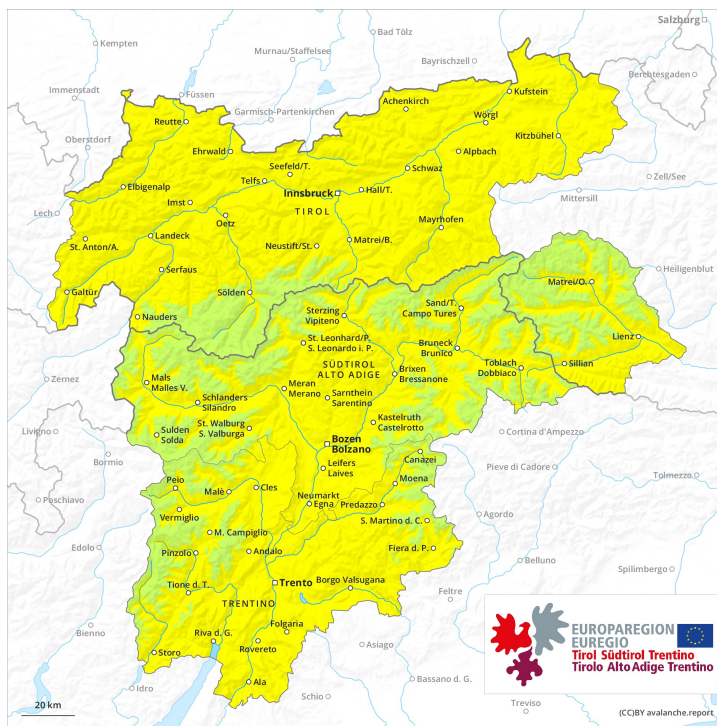 Salzburg
Kempten
Bad Tölz
Murnau/Staffelsee
Bayrischzell
Berchtesgaden
Immenstadt
Füssen
Garmisch-Partenkirchen
Achenkirch
Kufstein
Reutte
Wörgl
Oberstdorf
Ehrwald
Kitzbühel
Alpbach
Seefeld/T.
Schwaz
Telfs
Zell/See
Elbigenalp
Innsbruck
Hall/T.
Mittersill
Imst
TIROL
Lech
Oetz
Mayrhofen
St. Anton/A.
Landeck
Neustift/St.
Matrei/B.
Serfaus
Heiligenblut
Galtür
Sölden
Matrei/O.
Nauders
Sterzing
Vipiteno
Sand/T.
Campo Tures
St. Leonhard/P.
S. Leonardo i. P.
Bruneck
Brunico
Lienz
Zernez
SÜDTIROL
ALTO ADIGE
Brixen
Bressanone
Toblach
Dobbiaco
Sillian
Mals
Malles V.
Meran
Merano
Sarnthein
Sarentino
Schlanders
Silandro
Kastelruth
Castelrotto
St. Walburg
S. Valburga
Livigno
Sulden
Solda
Cortina d'Ampezzo
Bozen
Bolzano
Bormio
Canazei
Pieve di Cadore
Leifers
Laives
Tolmezzo
Peio
Malè
Cles
Moena
Poschiavo
Neumarkt
Egna
Predazzo
Vermiglio
Agordo
S. Martino d. C.
M. Campiglio
Edolo
Pinzolo
Andalo
Fiera d. P.
Belluno
Spilimbergo
Trento
Borgo Valsugana
Tione d. T.
Feltre
TRENTINO
Folgaria
Bienno
Riva d. G.
Rovereto
Asiago
Storo
Bassano d. G.
Ala
Idro
Schio
Treviso
EUROPAREGION
EUREGIO
Tirol Südtirol Trentino
Tirolo Alto Adige Trentino
20 km
(CC)BY avalanche.report